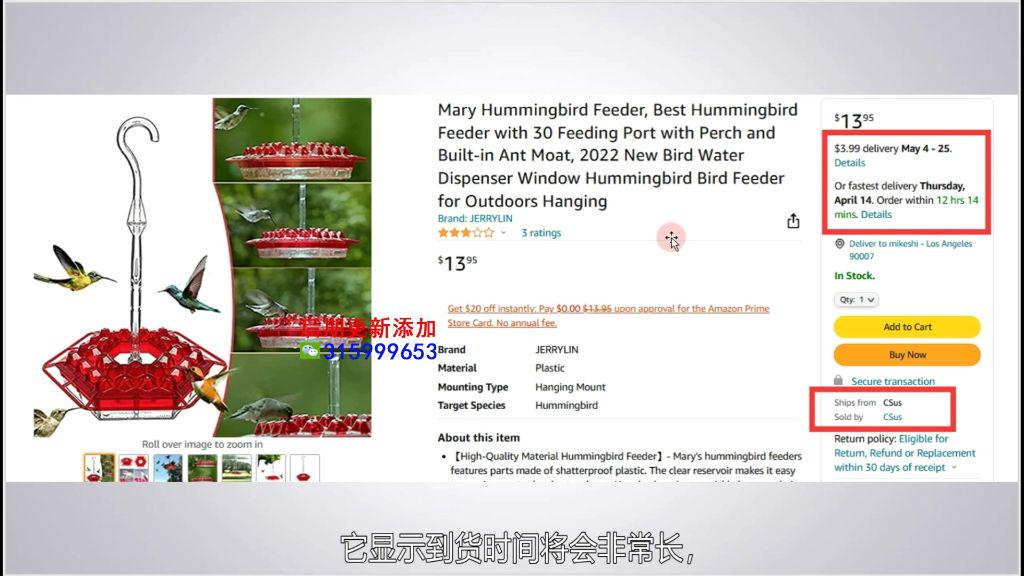 Mary Hummingbird Feeder, Best Hummingbird
Feeder with 30 Feeding Port with Perch and
Built-in Ant Moat, 2022 New Bird Water
Dispenser Window Hummingbird Bird Feeder
for Outdoors Hanging
Brand: JERRYLIN
3 ratings
$13.95
Get $20 off instantly: Pay $0.00 $13.95 upon approval for the Amazon Prime
Store Card. No annual fee.
Brand JERRYLIN
Material Plastic
Mounting Type Hanging Mount
Target Species Hummingbird
About this item
• 【High-Quality Material Hummingbird Feeder】- Mary's hummingbird feeders
features parts made of shatterproof plastic. The clear reservoir makes it easy
Roll over image to zoom in
更新添加
315999653
$13.95
$3.99 delivery May 4 - 25.
Details
Or fastest delivery Thursday,
April 14. Order within 12 hrs 14
mins. Details
Deliver to mikeshi - Los Angeles
90007
In Stock.
Qty: 1
Add to Cart
Buy Now
Secure transaction
Ships from CSus
Sold by CSus
Return policy: Eligible for
Return, Refund or Replacement
within 30 days of receipt
它显示到货时间将会非常长,